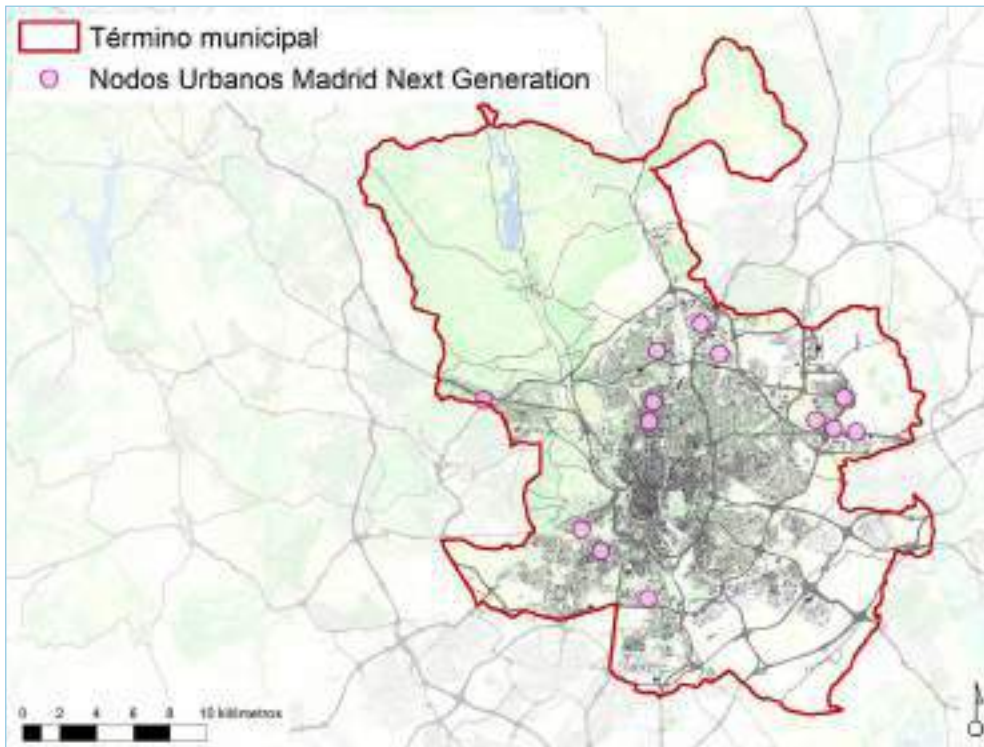 Término municipal
Nodos Urbanos Madrid Next Generation
0 2 4 6 8 10 kilómetros